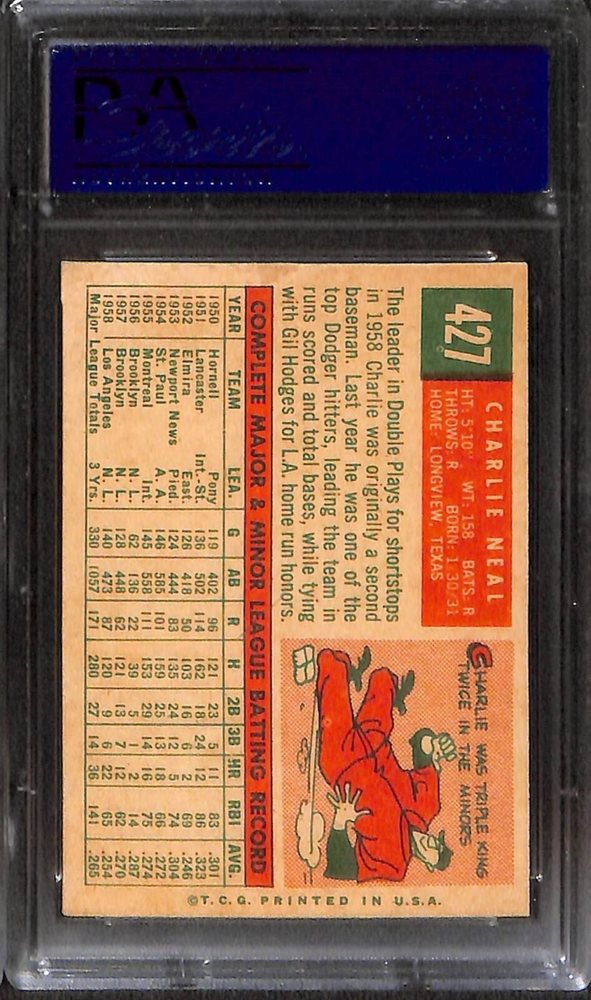 PSA
427
CHARLIE NEAL
HT: 5'10" WT: 158 BATS: R
THROWS: R BORN: 1-30/31
HOME: LONGVIEW, TEXAS
The leader in Double Plays for shortstops
in 1958 Charlie was originally a second
baseman. Last year he was one of the
top Dodger hitters, leading the team in
runs scored and total bases, while tying
with Gil Hodges for L.A. home run honors.
CHARLIE WAS TRIPLE KING
TWICE IN THE MINORS
COMPLETE MAJOR & MINOR LEAGUE BATTING RECORD
YEAR TEAM LEA. G AB R H 2B 3B HR RBI AVG.
1950 Hornell Pony 119 402 96 121 23 5 11 83 .301
1951 Lancaster Int.-St. 136 502 114 162 18 24 12 86 .323
1952 Elmira East. 126 418 50 103 16 6 2 69 .246
1953 Newport News Pied. 124 444 83 135 24 12 5 74 .304
1954 St. Paul A. A. 146 585 101 159 25 13 18 66 .272
1955 Montreal Int. 145 558 113 153 29 14 16 75 .274
1956 Brooklyn N. L. 62 136 22 39 5 1 2 14 .287
1957 Brooklyn N. L. 128 448 62 121 13 7 12 62 .270
1958 Los Angeles N. L. 140 473 87 120 9 6 22 65 .254
Major League Totals 3 Yrs. 330 1057 171 280 27 14 36 141 .265
©T.C.G. PRINTED IN U.S.A.